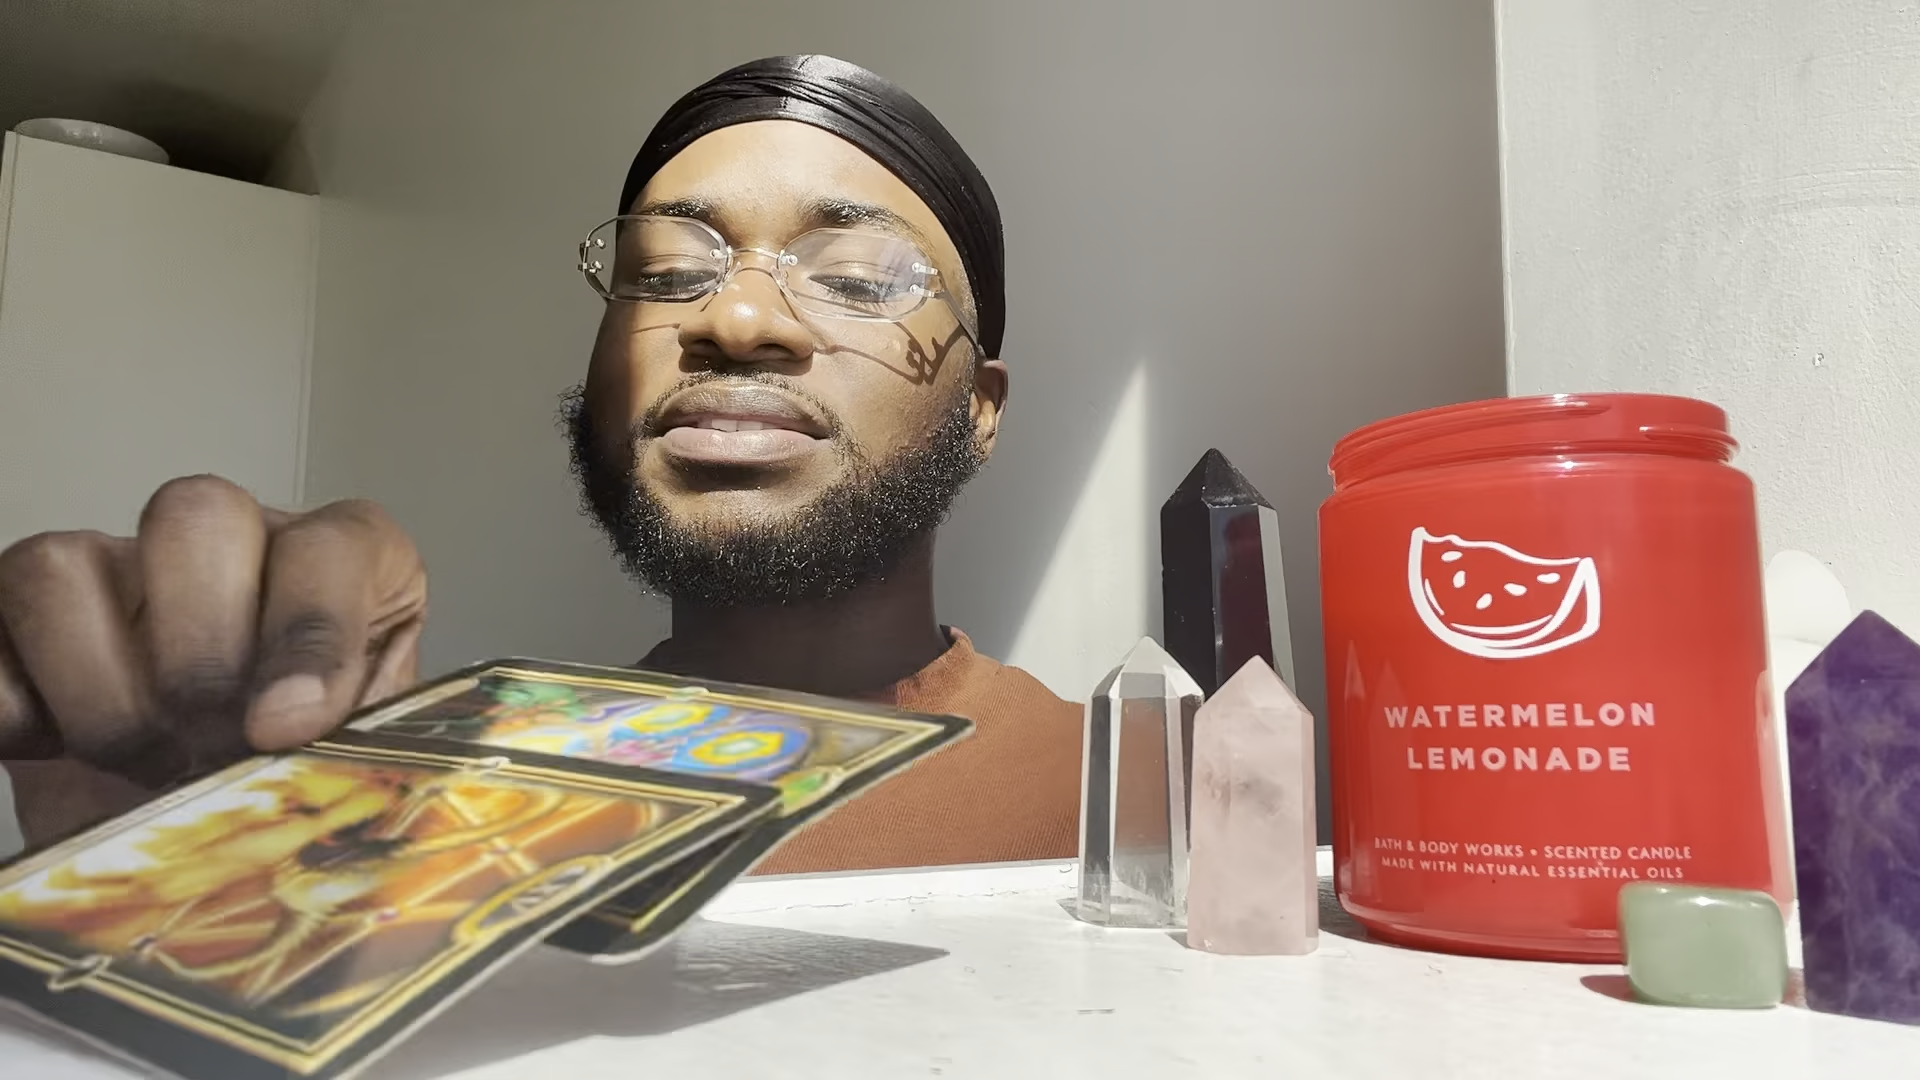 WATERMELON
LEMONADE
BATH & BODY WORKS • SCENTED CANDLE
MADE WITH NATURAL ESSENTIAL OILS